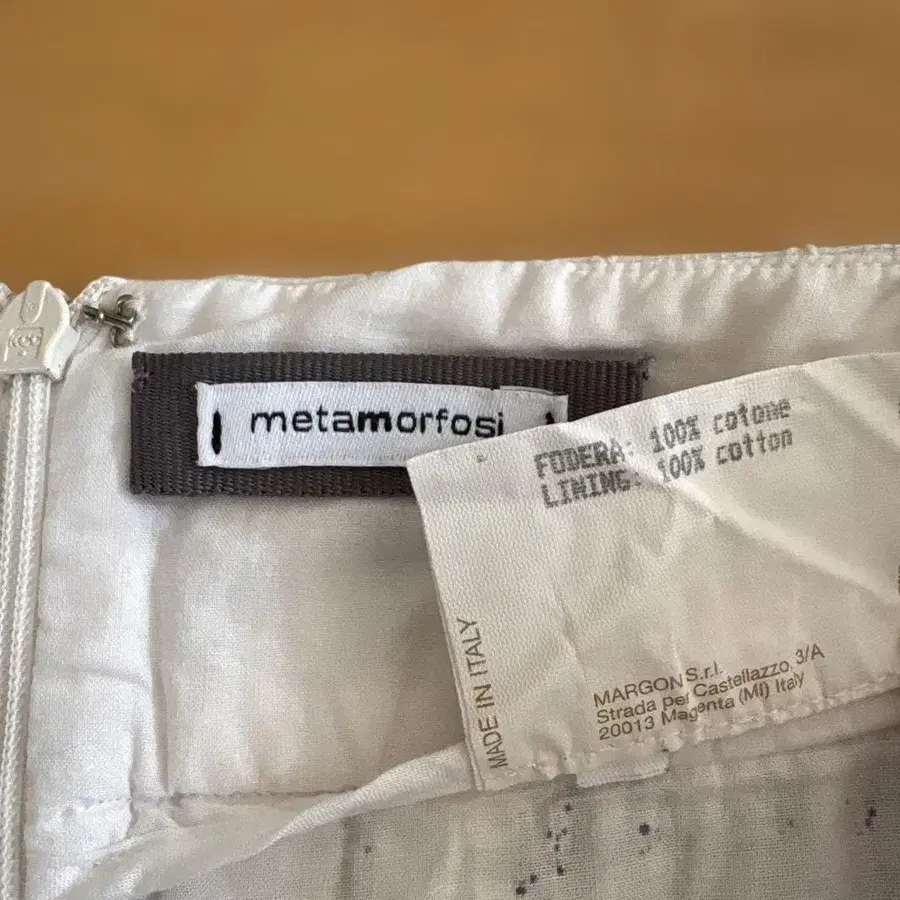 metamorfosi
FODERA: 100% cotone
LINING: 100% cotton
MADE IN ITALY
MARGON S.r.l.
Strada per Castellazzo, 3/A
20013 Magenta (MI) Italy